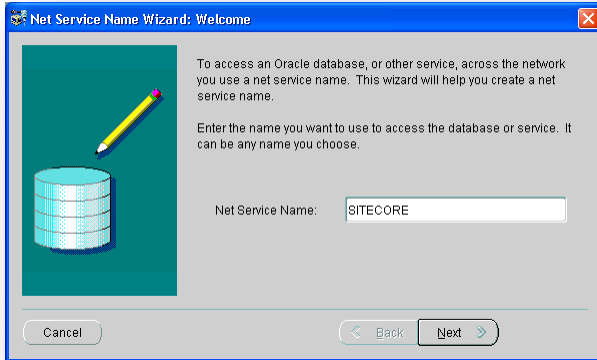 Net Service Name Wizard: Welcome
To access an Oracle database, or other service, across the network
you use a net service name. This wizard will help you create a net
service name.
Enter the name you want to use to access the database or service. It
can be any name you choose.
Net Service Name: SITECORE
Cancel Back Next